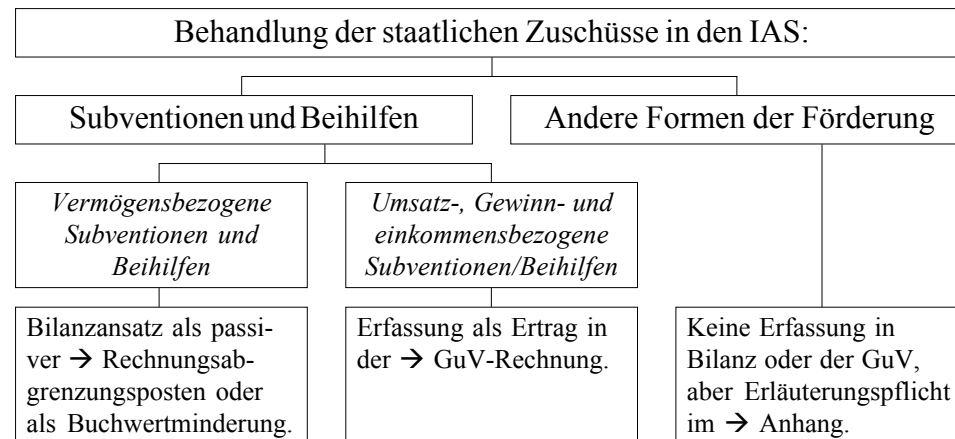 Behandlung der staatlichen Zuschüsse in den IAS:
Subventionen und Beihilfen
Andere Formen der Förderung
Vermögensbezogene
Subventionen und
Beihilfen
Umsatz-, Gewinn- und
einkommensbezogene
Subventionen/Beihilfen
Bilanzansatz als passi-
ver → Rechnungsab-
grenzungsposten oder
als Buchwertminderung.
Erfassung als Ertrag in
der → GuV-Rechnung.
Keine Erfassung in
Bilanz oder der GuV,
aber Erläuterungspflicht
im → Anhang.